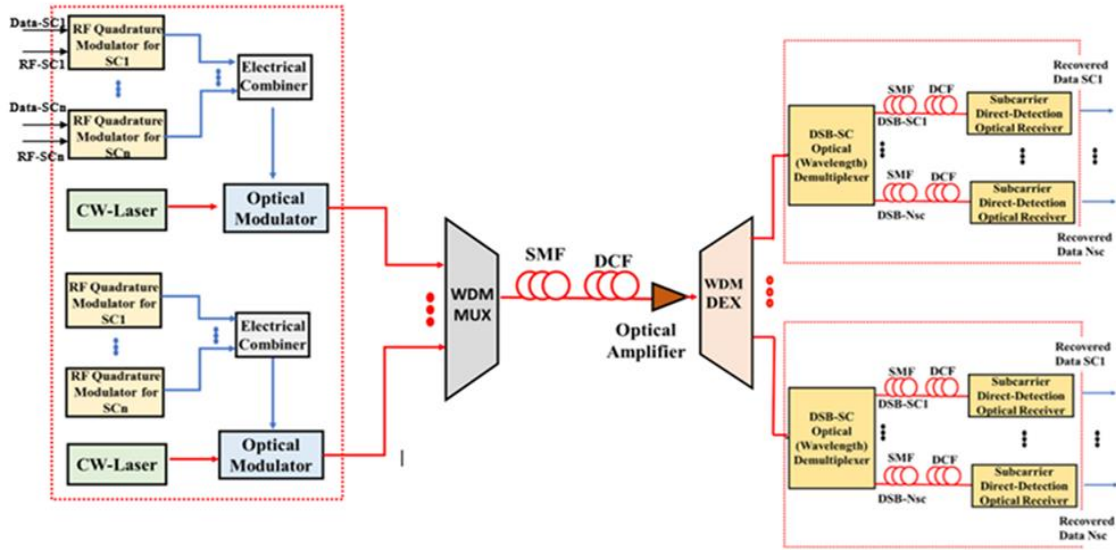 Data-SC1
RF-SC1
RF Quadrature
Modulator for
SC1
Data-SCn
RF-SCn
RF Quadrature
Modulator for
SCn
Electrical
Combiner
CW-Laser
Optical
Modulator
RF Quadrature
Modulator for
SC1
RF Quadrature
Modulator for
SCn
Electrical
Combiner
CW-Laser
Optical
Modulator
WDM
MUX
SMF
DCF
Optical
Amplifier
WDM
DEX
DSB-SC
Optical
(Wavelength)
Demultiplexer
SMF DCF
DSB-SC1
Subcarrier
Direct-Detection
Optical Receiver
Recovered
Data SC1
SMF DCF
DSB-Nsc
Subcarrier
Direct-Detection
Optical Receiver
Recovered
Data Nsc
DSB-SC
Optical
(Wavelength)
Demultiplexer
SMF DCF
DSB-SC1
Subcarrier
Direct-Detection
Optical Receiver
Recovered
Data SC1
SMF DCF
DSB-Nsc
Subcarrier
Direct-Detection
Optical Receiver
Recovered
Data Nsc